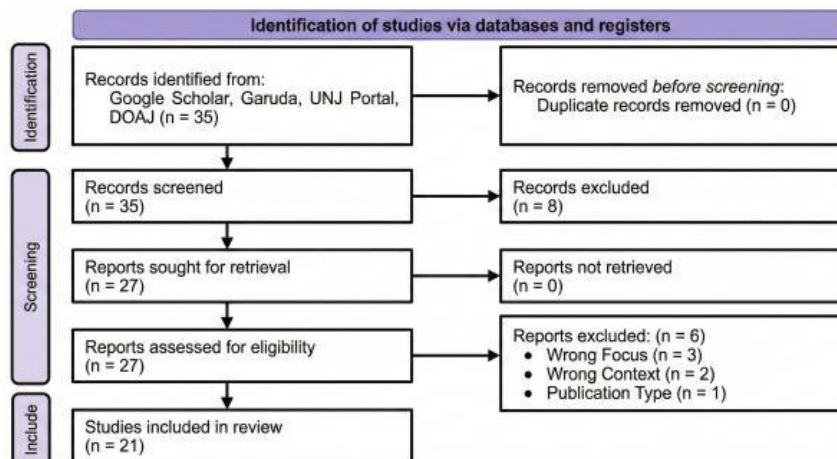 Identification of studies via databases and registers
Identification
Records identified from:
Google Scholar, Garuda, UNJ Portal,
DOAJ (n = 35)
Records removed before screening:
Duplicate records removed (n = 0)
Screening
Records screened
(n = 35)
Records excluded
(n = 8)
Reports sought for retrieval
(n = 27)
Reports not retrieved
(n = 0)
Reports assessed for eligibility
(n = 27)
Reports excluded: (n = 6)
• Wrong Focus (n = 3)
• Wrong Context (n = 2)
• Publication Type (n = 1)
Include
Studies included in review
(n = 21)